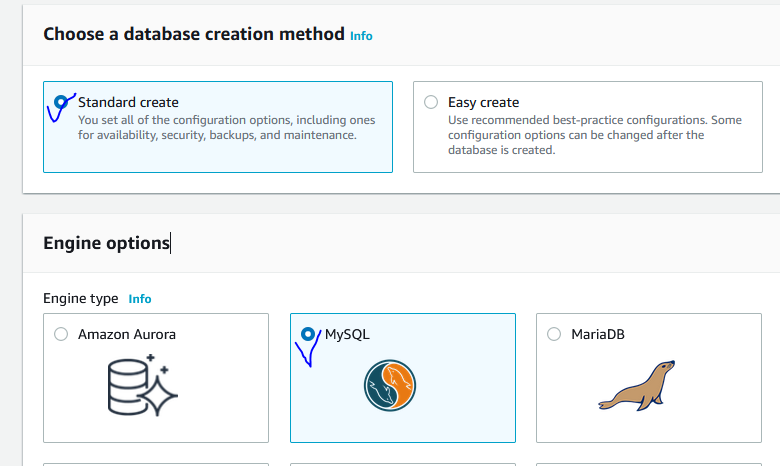 Choose a database creation method Info
Standard create
You set all of the configuration options, including ones
for availability, security, backups, and maintenance.
Easy create
Use recommended best-practice configurations. Some
configuration options can be changed after the
database is created.
Engine options
Engine type Info
Amazon Aurora
MySQL
MariaDB